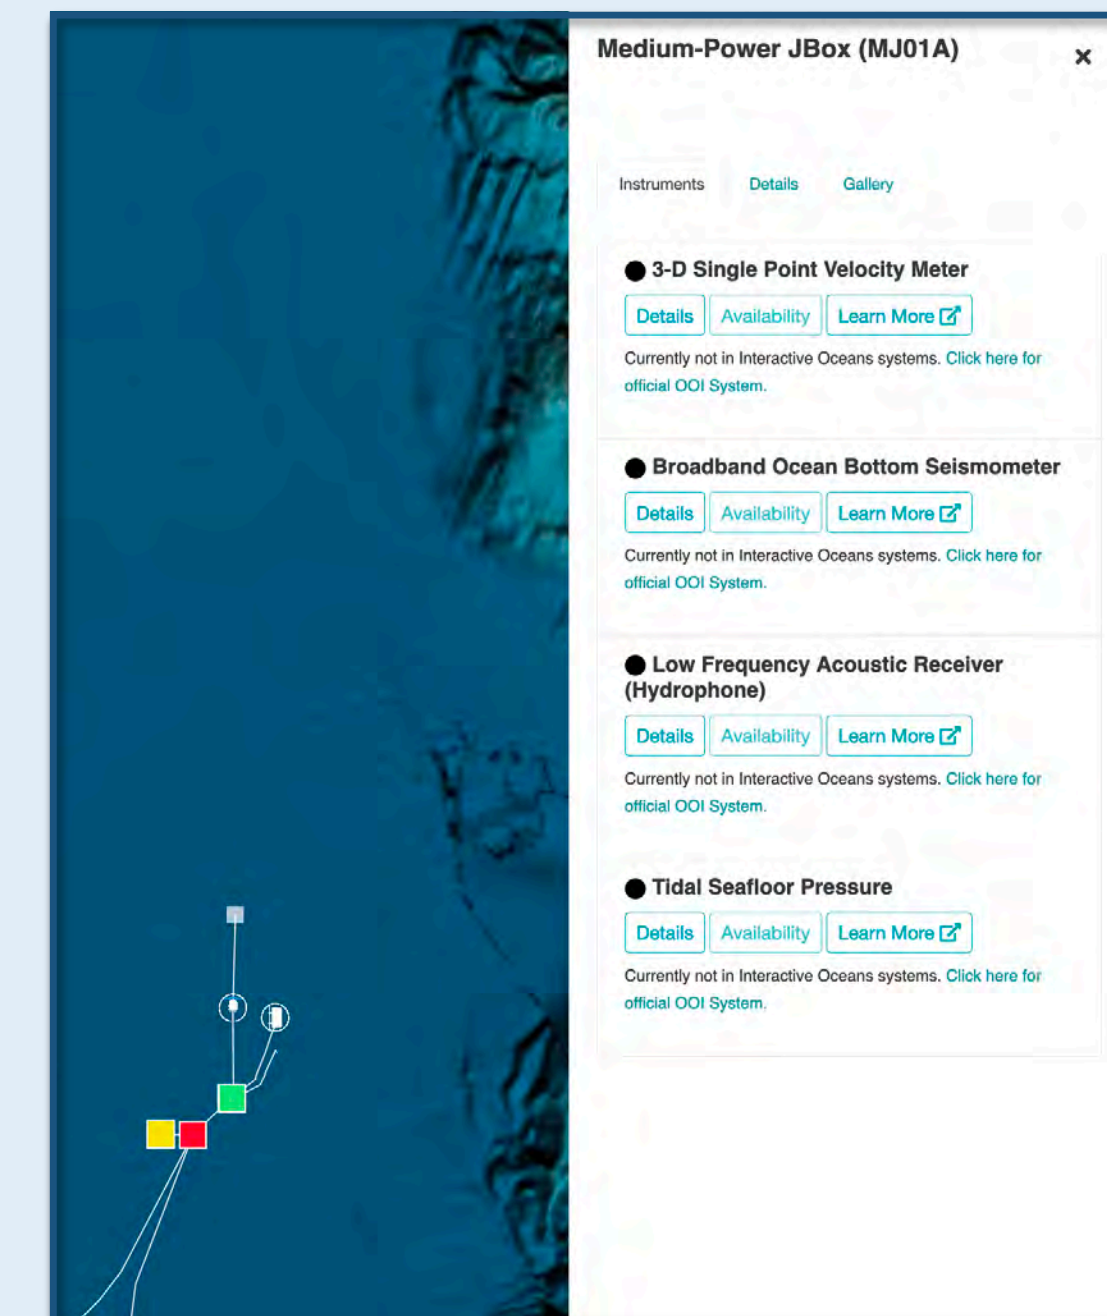 Medium-Power JBox (MJ01A)
Instruments Details Gallery
3-D Single Point Velocity Meter
Details Availability Learn More
Currently not in Interactive Oceans systems. Click here for
official OOI System.
Broadband Ocean Bottom Seismometer
Details Availability Learn More
Currently not in Interactive Oceans systems. Click here for
official OOI System.
Low Frequency Acoustic Receiver
(Hydrophone)
Details Availability Learn More
Currently not in Interactive Oceans systems. Click here for
official OOI System.
Tidal Seafloor Pressure
Details Availability Learn More
Currently not in Interactive Oceans systems. Click here for
official OOI System.